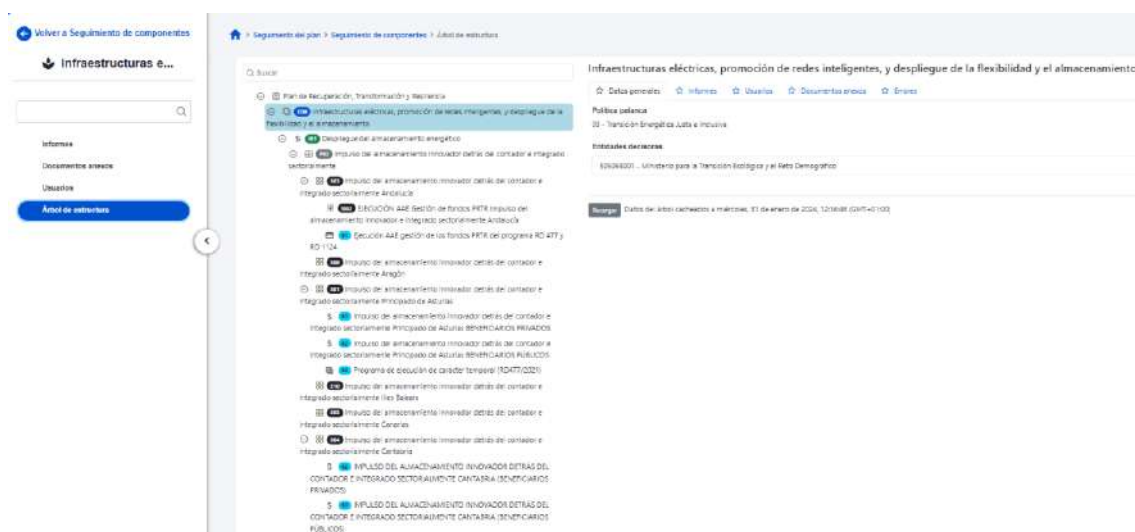 Volver a Seguimiento de componentes
Infraestructuras e...
Informes
Documentos anexos
Usuarios
Árbol de estructura
> Seguimiento del plan > Seguimiento de componentes > Árbol de estructura
Buscar
Plan de Recuperación, Transformación y Resiliencia
Infraestructuras eléctricas, promoción de redes inteligentes, y despliegue de la
flexibilidad y el almacenamiento
Despliegue del almacenamiento energético
Impulso del almacenamiento innovador detrás del contador e integrado
sectorialmente
Impulso del almacenamiento innovador detrás del contador e
integrado sectorialmente Andalucía
EJECUCIÓN AAE Gestión de fondos PRTR Impulso del
almacenamiento innovador e integrado sectorialmente Andalucía
Ejecución AAE gestión de los fondos PRTR del programa RD 477 y
RD 1124
Impulso del almacenamiento innovador detrás del contador e
integrado sectorialmente Aragón
Impulso del almacenamiento innovador detrás del contador e
integrado sectorialmente Principado de Asturias
Impulso del almacenamiento innovador detrás del contador e
integrado sectorialmente Principado de Asturias BENEFICIARIOS PRIVADOS
Impulso del almacenamiento innovador detrás del contador e
integrado sectorialmente Principado de Asturias BENEFICIARIOS PÚBLICOS
Programa de ejecución de carácter temporal (RD477/2021)
Impulso del almacenamiento innovador detrás del contador e
integrado sectorialmente Illes Balears
Impulso del almacenamiento innovador detrás del contador e
integrado sectorialmente Canarias
Impulso del almacenamiento innovador detrás del contador e
integrado sectorialmente Cantabria
IMPULSO DEL ALMACENAMIENTO INNOVADOR DETRÁS DEL
CONTADOR E INTEGRADO SECTORIALMENTE CANTABRIA (BENEFICIARIOS
PRIVADOS)
IMPULSO DEL ALMACENAMIENTO INNOVADOR DETRÁS DEL
CONTADOR E INTEGRADO SECTORIALMENTE CANTABRIA (BENEFICIARIOS
PÚBLICOS)
Infraestructuras eléctricas, promoción de redes inteligentes, y despliegue de la flexibilidad y el almacenamiento
Datos generales Informes Usuarios Documentos anexos Errores
Política palanca
- Transición Energética Justa e Inclusiva
Entidades decisoras
- Ministerio para la Transición Ecológica y el Reto Demográfico
Recargar Datos del árbol cacheados a miércoles, 31 de enero de 2024,